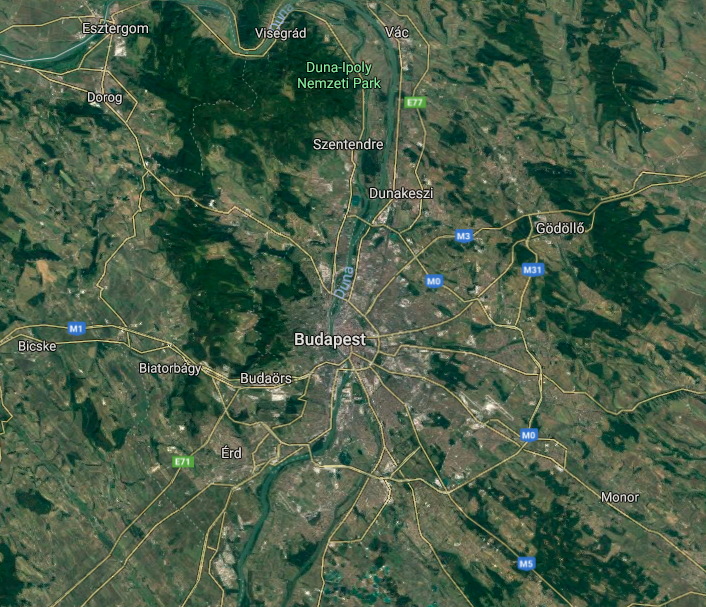 Esztergom
Visegrád
Duna
Vác
Duna-Ipoly
Nemzeti Park
Dorog
E77
Szentendre
Dunakeszi
M3
Gödöllő
M31
M0
Duna
M1
Bicske
Budapest
Biatorbágy
Budaörs
M0
Érd
E71
Monor
M5